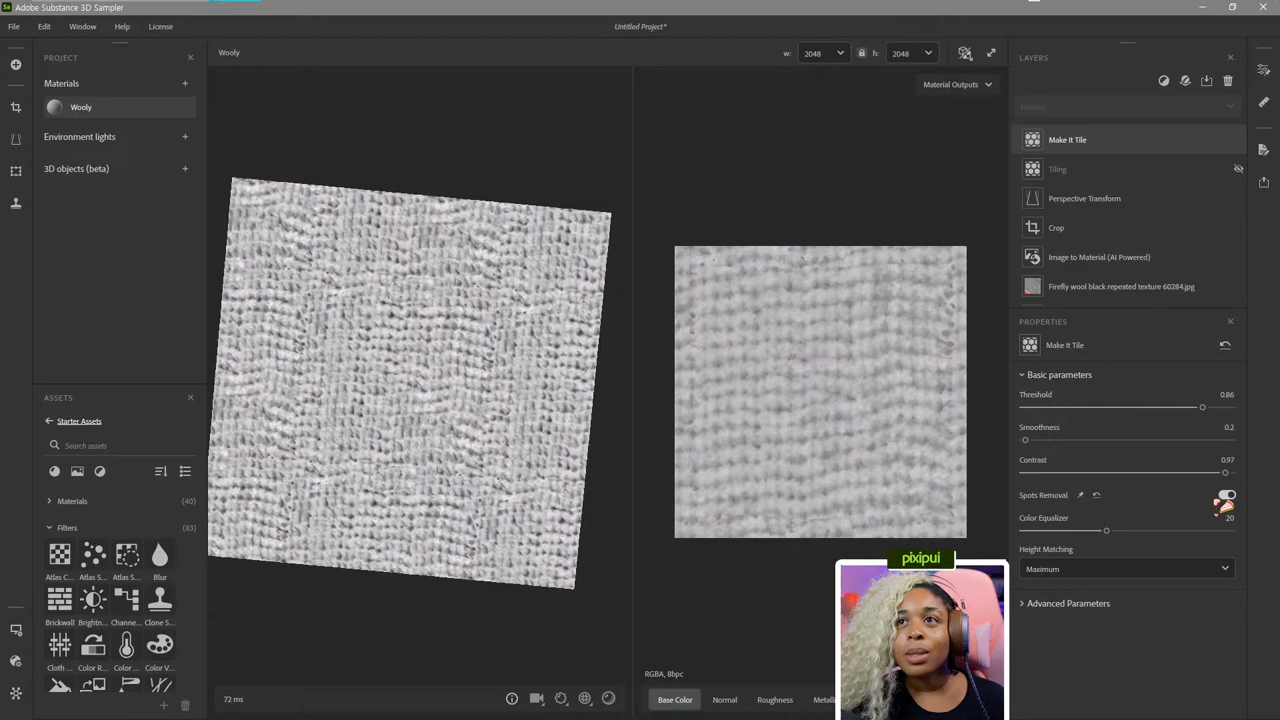 Adobe Substance 3D Sampler
File Edit Window Help License
Untitled Project*
PROJECT
Materials
Wooly
Environment lights
3D objects (beta)
ASSETS
Starter Assets
Search assets
Materials (40)
Filters (83)
Atlas C... Atlas S... Atlas S... Blur
Brickwall Brightn... Channe... Clone S...
Cloth ... Color R... Color ... Color V...
Wooly
w: 2048 h: 2048
Material Outputs
72 ms
RGBA, 8bpc
Base Color Normal Roughness Metalli
pixipui
LAYERS
Make It Tile
Tiling
Perspective Transform
Crop
Image to Material (AI Powered)
Firefly wool black repeated texture 60284.jpg
PROPERTIES
Make It Tile
Basic parameters
Threshold 0.86
Smoothness 0.2
Contrast 0.97
Spots Removal
Color Equalizer 20
Height Matching
Maximum
Advanced Parameters